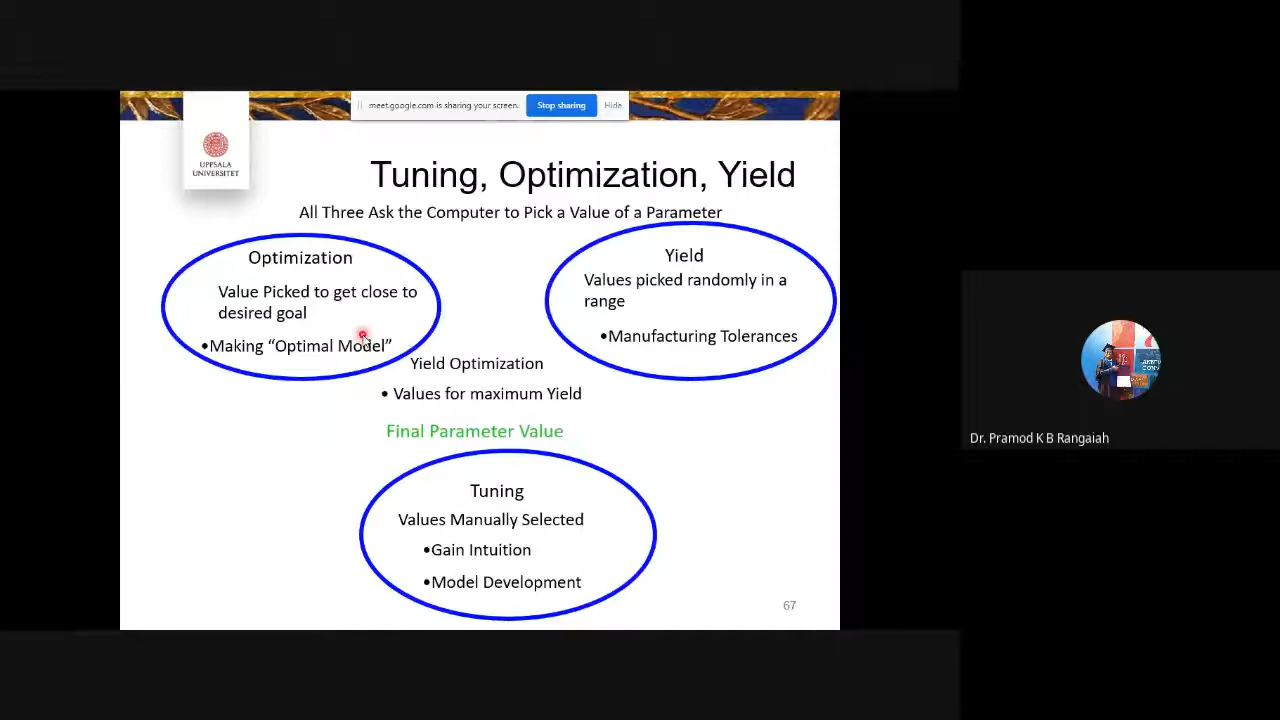 meet.google.com is sharing your screen.
Stop sharing
Hide
UPPSALA
UNIVERSITET
Tuning, Optimization, Yield
All Three Ask the Computer to Pick a Value of a Parameter
Optimization
Value Picked to get close to
desired goal
•Making “Optimal Model”
Yield
Values picked randomly in a
range
•Manufacturing Tolerances
Yield Optimization
• Values for maximum Yield
Final Parameter Value
Tuning
Values Manually Selected
•Gain Intuition
•Model Development
67
Dr. Pramod K B Rangaiah